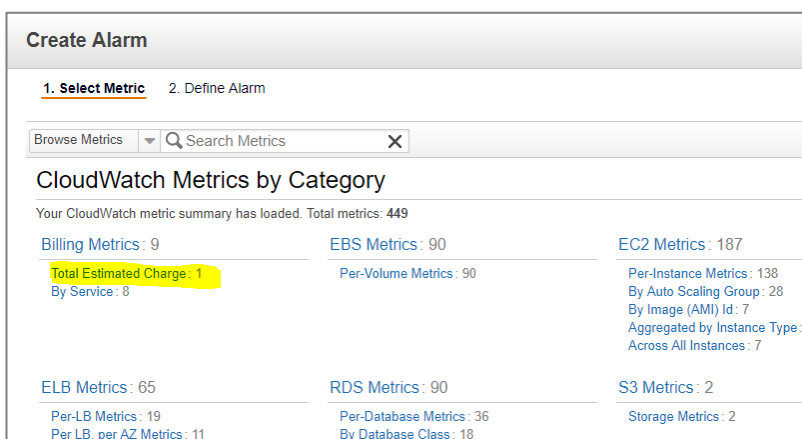 Create Alarm
1. Select Metric 2. Define Alarm
Browse Metrics Search Metrics
CloudWatch Metrics by Category
Your CloudWatch metric summary has loaded. Total metrics: 449
Billing Metrics : 9
Total Estimated Charge : 1
By Service : 8
EBS Metrics : 90
Per-Volume Metrics : 90
EC2 Metrics : 187
Per-Instance Metrics : 138
By Auto Scaling Group : 28
By Image (AMI) Id : 7
Aggregated by Instance Type :
Across All Instances : 7
ELB Metrics : 65
Per-LB Metrics : 19
Per LB, per AZ Metrics : 11
RDS Metrics : 90
Per-Database Metrics : 36
By Database Class : 18
S3 Metrics : 2
Storage Metrics : 2